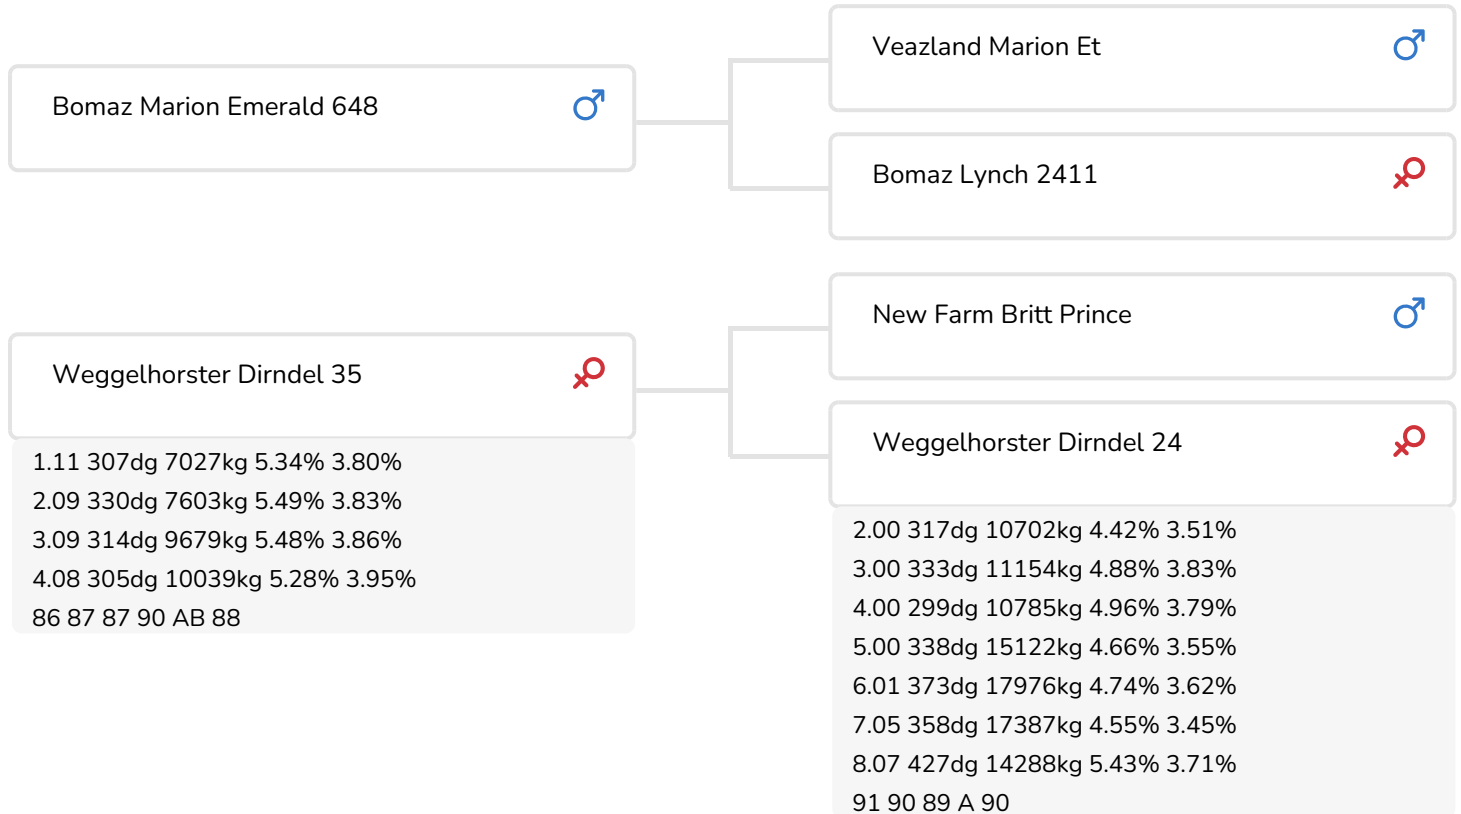 Bomaz Marion Emerald 648
Veazland Marion Et
Bomaz Lynch 2411
Weggelhorster Dirndel 35
1.11 307dg 7027kg 5.34% 3.80%
2.09 330dg 7603kg 5.49% 3.83%
3.09 314dg 9679kg 5.48% 3.86%
4.08 305dg 10039kg 5.28% 3.95%
86 87 87 90 AB 88
New Farm Britt Prince
Weggelhorster Dirndel 24
2.00 317dg 10702kg 4.42% 3.51%
3.00 333dg 11154kg 4.88% 3.83%
4.00 299dg 10785kg 4.96% 3.79%
5.00 338dg 15122kg 4.66% 3.55%
6.01 373dg 17976kg 4.74% 3.62%
7.05 358dg 17387kg 4.55% 3.45%
8.07 427dg 14288kg 5.43% 3.71%
91 90 89 A 90